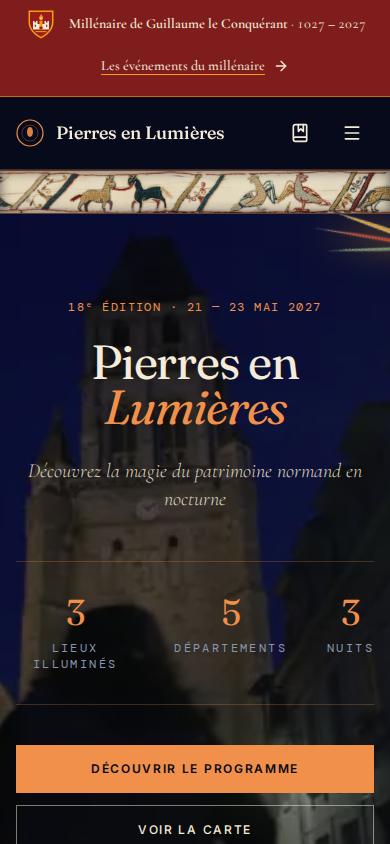 Millénaire de Guillaume le Conquérant · 1027 – 2027
Les événements du millénaire →
Pierres en Lumières
18ᵉ ÉDITION · 21 — 23 MAI 2027
Pierres en
Lumières
Découvrez la magie du patrimoine normand en
nocturne
3 5 3
LIEUX DÉPARTEMENTS NUITS
ILLUMINÉS
DÉCOUVRIR LE PROGRAMME
VOIR LA CARTE